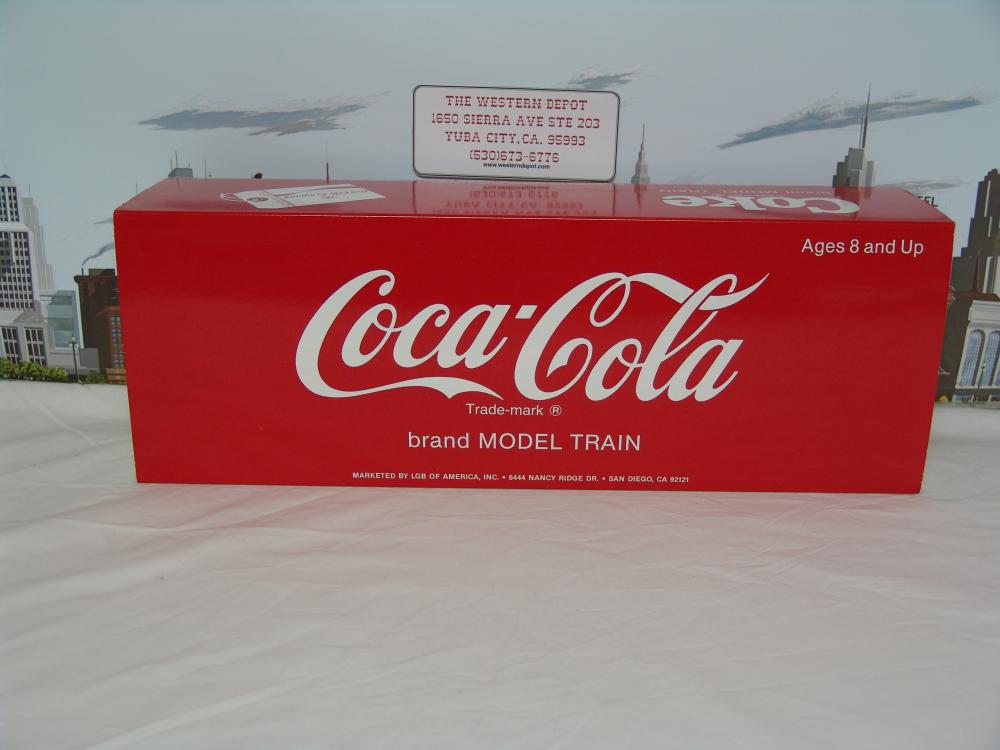 THE WESTERN DEPOT
1650 SIERRA AVE STE 203
YUBA CITY, CA. 95993
(530)673-6776
www.westerndepot.com
Coke
MODEL TRAIN
Ages 8 and Up
Coca-Cola
Trade-mark ®
brand MODEL TRAIN
MARKETED BY LGB OF AMERICA, INC. • 6444 NANCY RIDGE DR. • SAN DIEGO, CA 92121